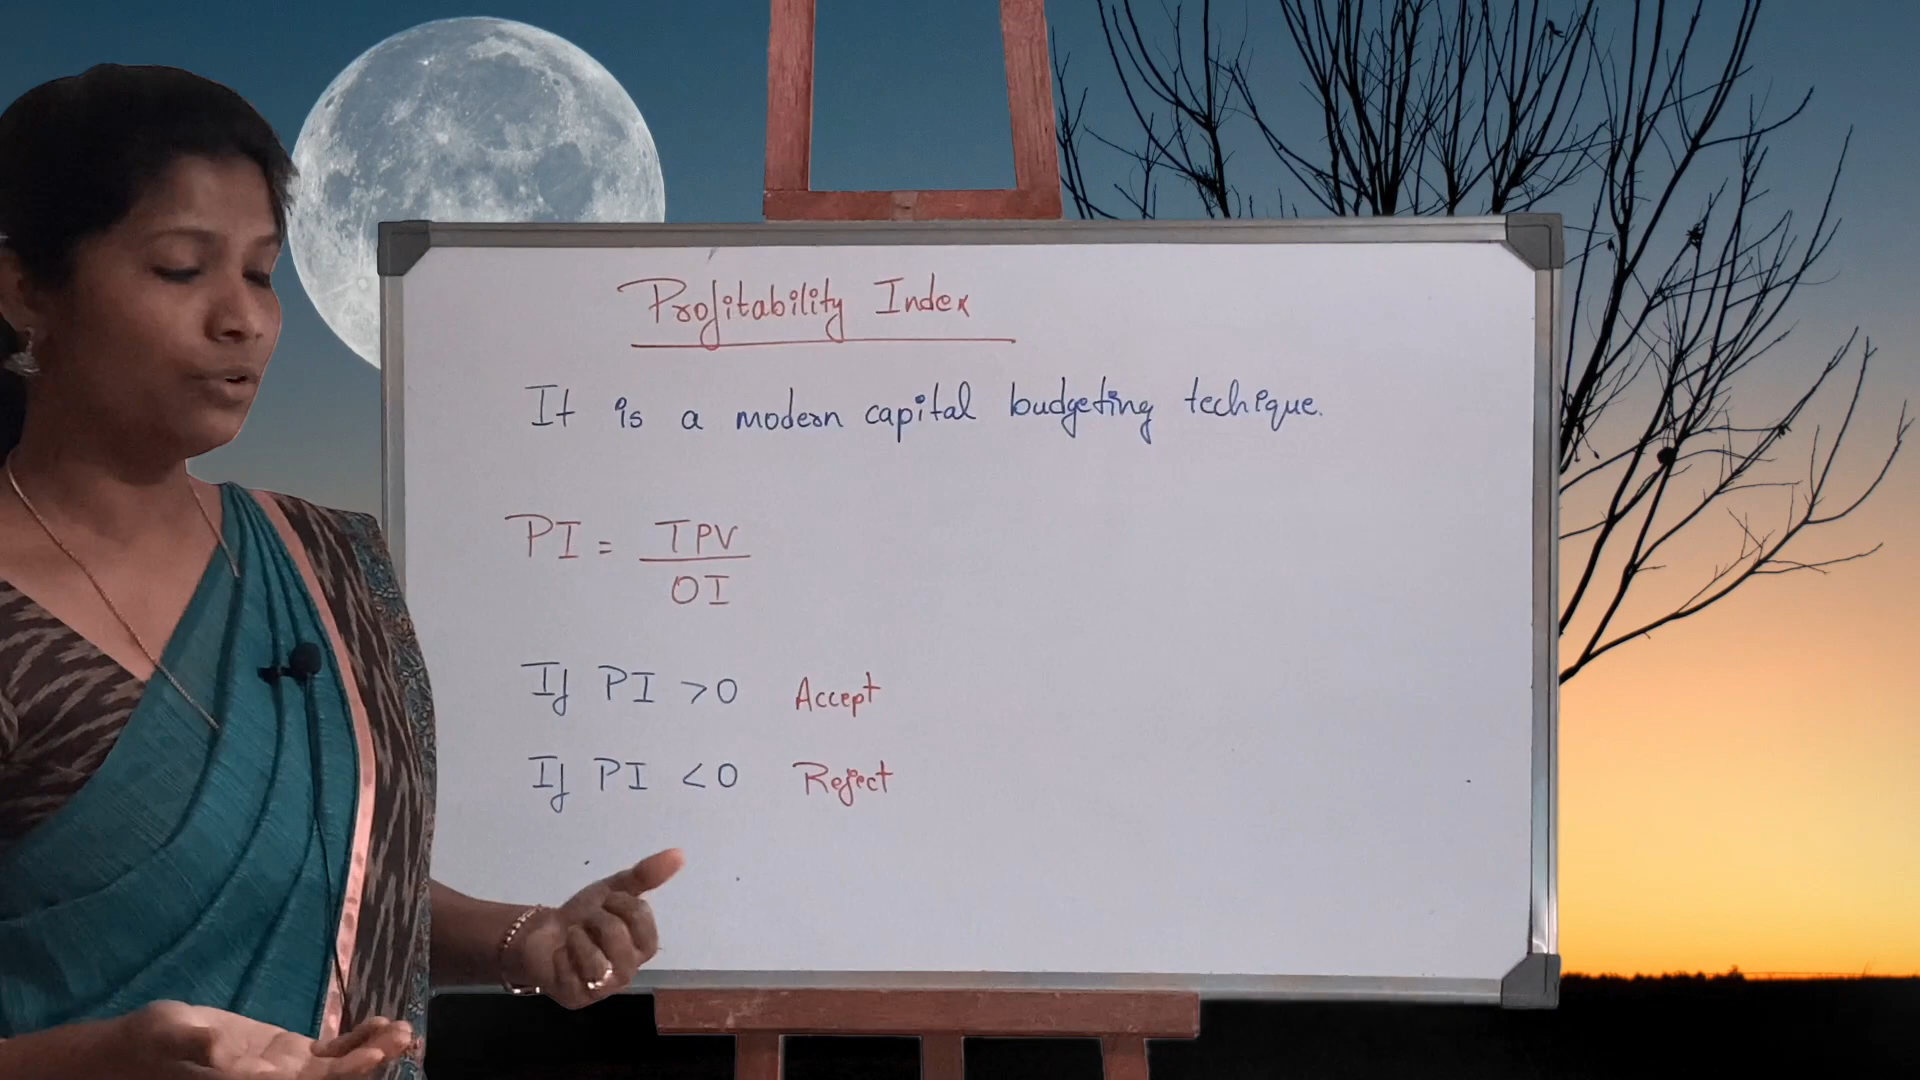 Profitability Index
It is a modern capital budgeting techique.
PI = TPV
OI
If PI >0 Accept
If PI <0 Reject